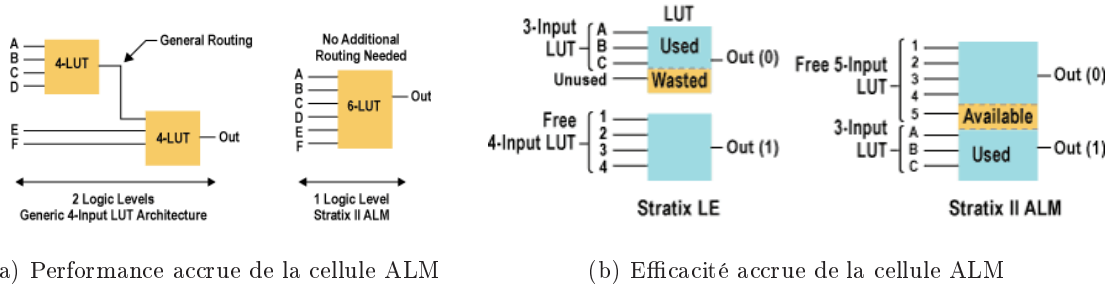 A
B
C
D
4-LUT
General Routing
E
F
4-LUT
Out
2 Logic Levels
Generic 4-Input LUT Architecture
No Additional
Routing Needed
A
B
C
D
E
F
6-LUT
Out
1 Logic Level
Stratix II ALM
a) Performance accrue de la cellule ALM
LUT
3-Input
LUT
A
B
C
Used
Out (0)
Unused
Wasted
Free
4-Input LUT
1
2
3
4
Out (1)
Stratix LE
Free 5-Input
LUT
1
2
3
4
5
Out (0)
Available
3-Input
LUT
A
B
C
Used
Out (1)
Stratix II ALM
(b) Efficacité accrue de la cellule ALM